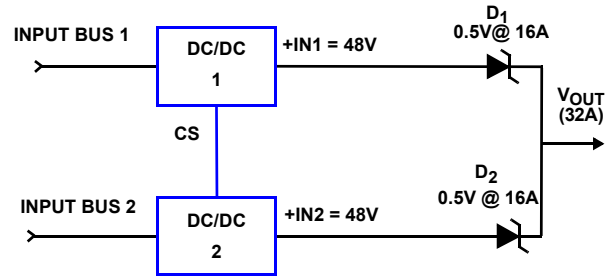 D1
0.5V@ 16A
INPUT BUS 1
DC/DC
1
+IN1 = 48V
VOUT
(32A)
CS
D2
0.5V @ 16A
INPUT BUS 2
DC/DC
2
+IN2 = 48V